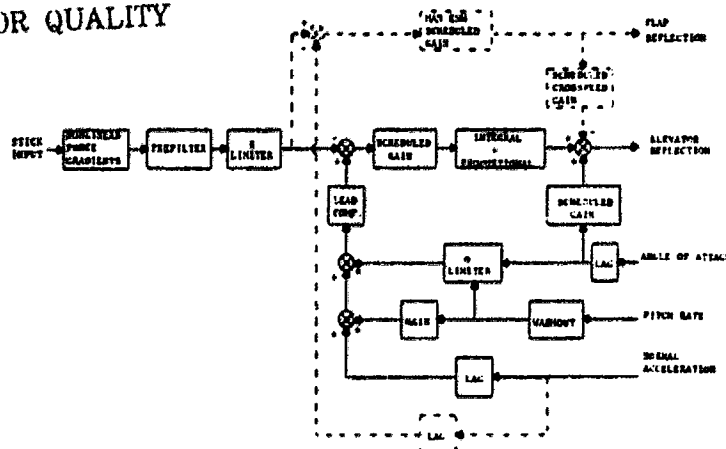 OR QUALITY
MAN
SCHEDULED
GAIN
FLAP
DEFLECTION
SCHEDULED
CROSSFEED
GAIN
STICK
INPUT
NONLINEAR
FORCE
GRADIENTS
PREFILTER
LIMITER
SCHEDULED
GAIN
INTEGRAL
+
PROPORTIONAL
ELEVATOR
DEFLECTION
LEAD
COMP.
SCHEDULED
GAIN
LIMITER
LAG
ANGLE OF ATTACK
GAIN
WASHOUT
PITCH RATE
NORMAL
ACCELERATION
LAG
LAG